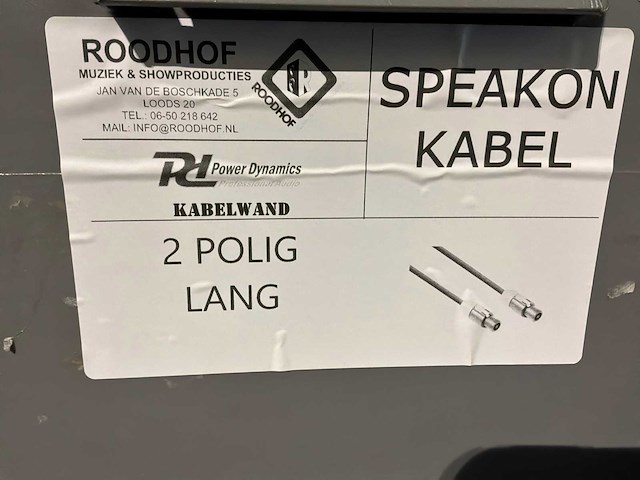 ROODHOF
MUZIEK & SHOWPRODUCTIES
JAN VAN DE BOSCHKADE 5
LOODS 20
TEL.: 06-50 218 642
MAIL: INFO@ROODHOF.NL
ROODHOF
SPEAKON
KABEL
PD Power Dynamics
Professional Audio
KABELWAND
2 POLIG
LANG